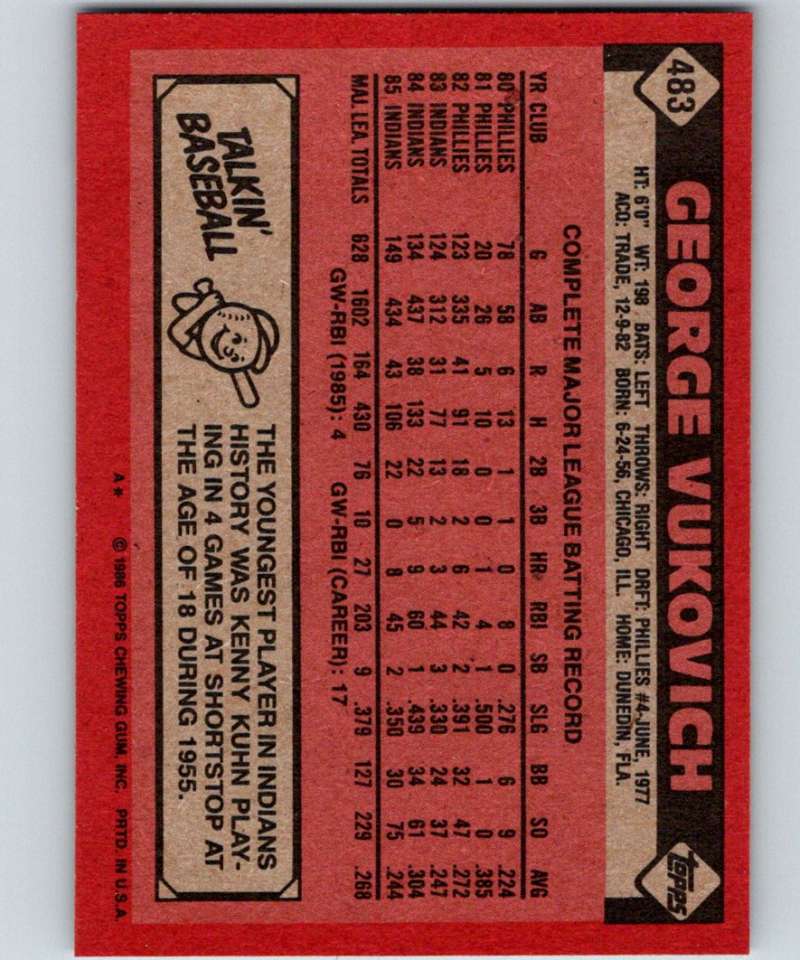 483
GEORGE VUKOVICH
TOPPS
HT: 6'0" WT: 198 BATS: LEFT THROWS: RIGHT DRFT: PHILLIES #4-JUNE, 1977
ACQ: TRADE, 12-9-82 BORN: 6-24-56, CHICAGO, ILL. HOME: DUNEDIN, FLA.
COMPLETE MAJOR LEAGUE BATTING RECORD
YR CLUB G AB R H 2B 3B HR RBI SB SLG BB SO AVG
80 PHILLIES 78 58 6 13 1 1 0 8 0 .276 6 9 .224
81 PHILLIES 20 26 5 10 0 0 1 4 1 .500 1 0 .385
82 PHILLIES 123 335 41 91 18 2 6 42 2 .391 32 47 .272
83 INDIANS 124 312 31 77 13 2 3 44 3 .330 24 37 .247
84 INDIANS 134 437 38 133 22 5 9 60 1 .439 34 61 .304
85 INDIANS 149 434 43 106 22 0 8 45 2 .350 30 75 .244
MAJ. LEA. TOTALS 628 1602 164 430 76 10 27 203 9 .379 127 229 .268
GW-RBI (1985): 4 GW-RBI (CAREER): 17
TALKIN'
BASEBALL
THE YOUNGEST PLAYER IN INDIANS
HISTORY WAS KENNY KUHN PLAY-
ING IN 4 GAMES AT SHORTSTOP AT
THE AGE OF 18 DURING 1955.
A* © 1986 TOPPS CHEWING GUM, INC. PRTD. IN U.S.A.